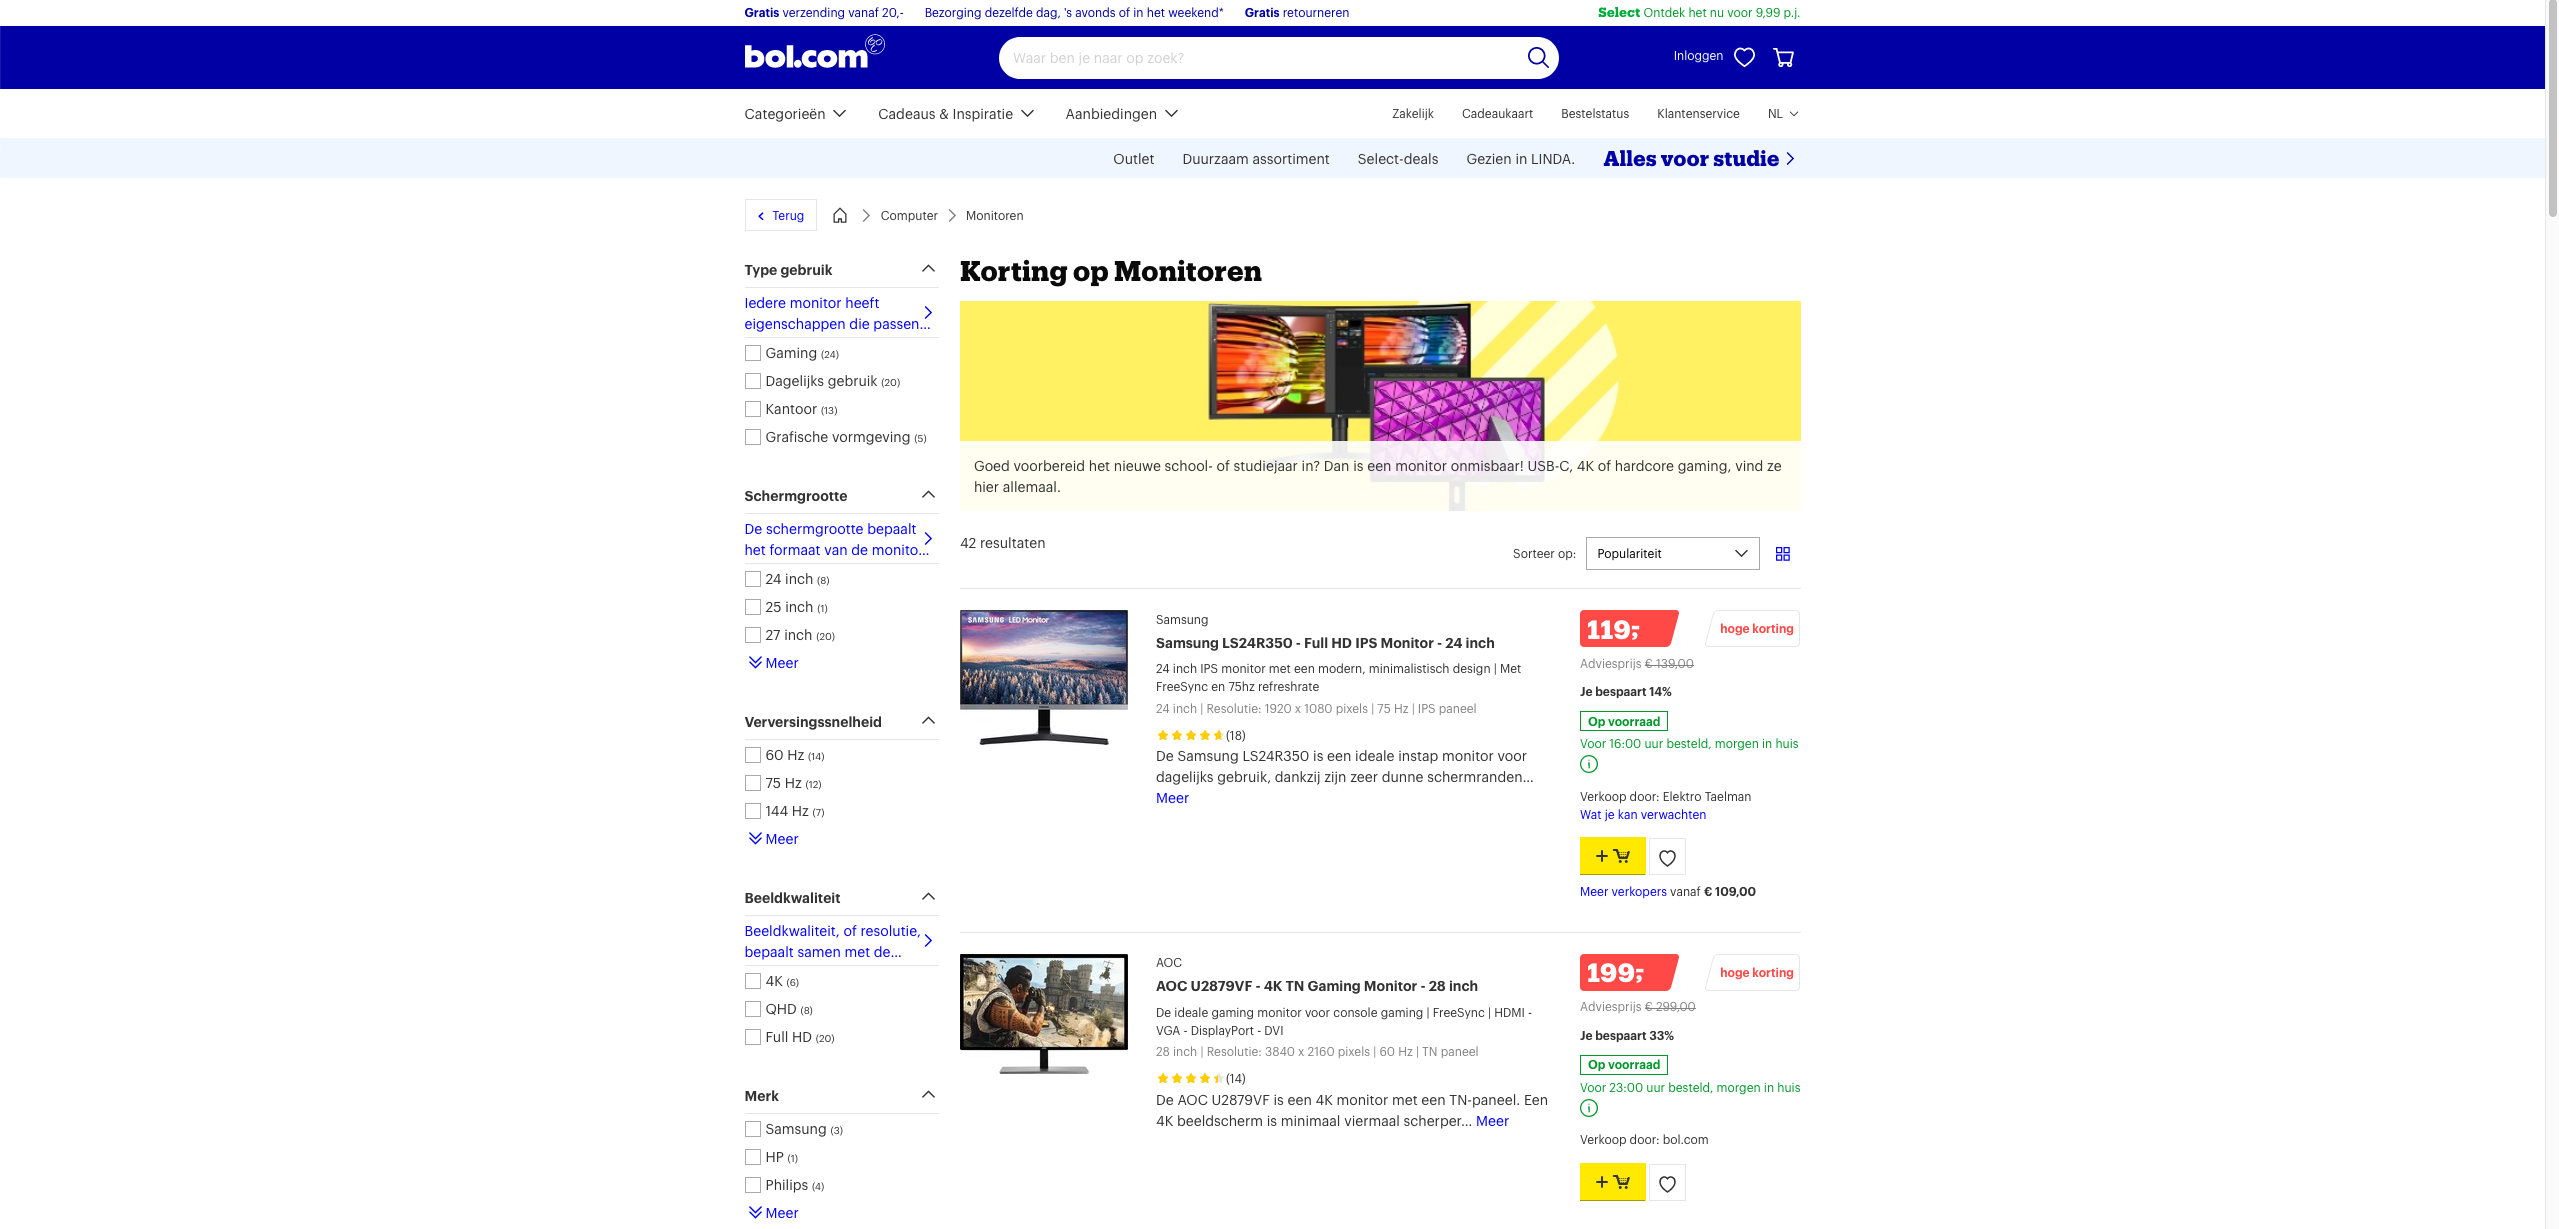 Gratis verzending vanaf 20,- Bezorging dezelfde dag, 's avonds of in het weekend* Gratis retourneren Select Ontdek het nu voor 9,99 p.j.
bol.com
Waar ben je naar op zoek?
Inloggen
Categorieën Cadeaus & Inspiratie Aanbiedingen Zakelijk Cadeaukaart Bestelstatus Klantenservice NL
Outlet Duurzaam assortiment Select-deals Gezien in LINDA. Alles voor studie
Terug Computer Monitoren
Type gebruik
Iedere monitor heeft
eigenschappen die passen...
Gaming (24)
Dagelijks gebruik (20)
Kantoor (13)
Grafische vormgeving (5)
Schermgrootte
De schermgrootte bepaalt
het formaat van de monito...
24 inch (8)
25 inch (1)
27 inch (20)
Meer
Verversingssnelheid
60 Hz (14)
75 Hz (12)
144 Hz (7)
Meer
Beeldkwaliteit
Beeldkwaliteit, of resolutie,
bepaalt samen met de...
4K (6)
QHD (8)
Full HD (20)
Merk
Samsung (3)
HP (1)
Philips (4)
Meer
Korting op Monitoren
Goed voorbereid het nieuwe school- of studiejaar in? Dan is een monitor onmisbaar! USB-C, 4K of hardcore gaming, vind ze
hier allemaal.
42 resultaten
Sorteer op: Populariteit
SAMSUNG LED Monitor
Samsung
Samsung LS24R350 - Full HD IPS Monitor - 24 inch
24 inch IPS monitor met een modern, minimalistisch design | Met
FreeSync en 75hz refreshrate
24 inch | Resolutie: 1920 x 1080 pixels | 75 Hz | IPS paneel
(18)
De Samsung LS24R350 is een ideale instap monitor voor
dagelijks gebruik, dankzij zijn zeer dunne schermranden...
Meer
119,- hoge korting
Adviesprijs € 139,00
Je bespaart 14%
Op voorraad
Voor 16:00 uur besteld, morgen in huis
Verkoop door: Elektro Taelman
Wat je kan verwachten
Meer verkopers vanaf € 109,00
AOC
AOC U2879VF - 4K TN Gaming Monitor - 28 inch
De ideale gaming monitor voor console gaming | FreeSync | HDMI -
VGA - DisplayPort - DVI
28 inch | Resolutie: 3840 x 2160 pixels | 60 Hz | TN paneel
(14)
De AOC U2879VF is een 4K monitor met een TN-paneel. Een
4K beeldscherm is minimaal viermaal scherper... Meer
199,- hoge korting
Adviesprijs € 299,00
Je bespaart 33%
Op voorraad
Voor 23:00 uur besteld, morgen in huis
Verkoop door: bol.com